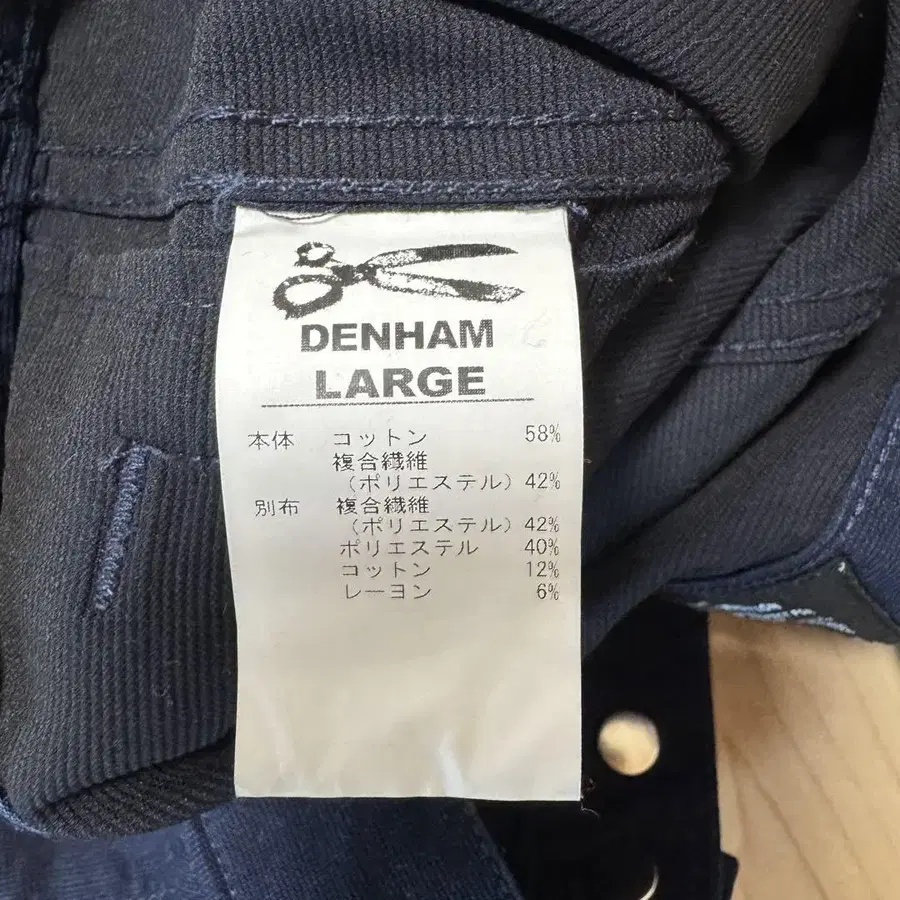 DENHAM
LARGE
本体 コットン 58%
複合繊維
(ポリエステル) 42%
別布 複合繊維
(ポリエステル) 42%
ポリエステル 40%
コットン 12%
レーヨン 6%